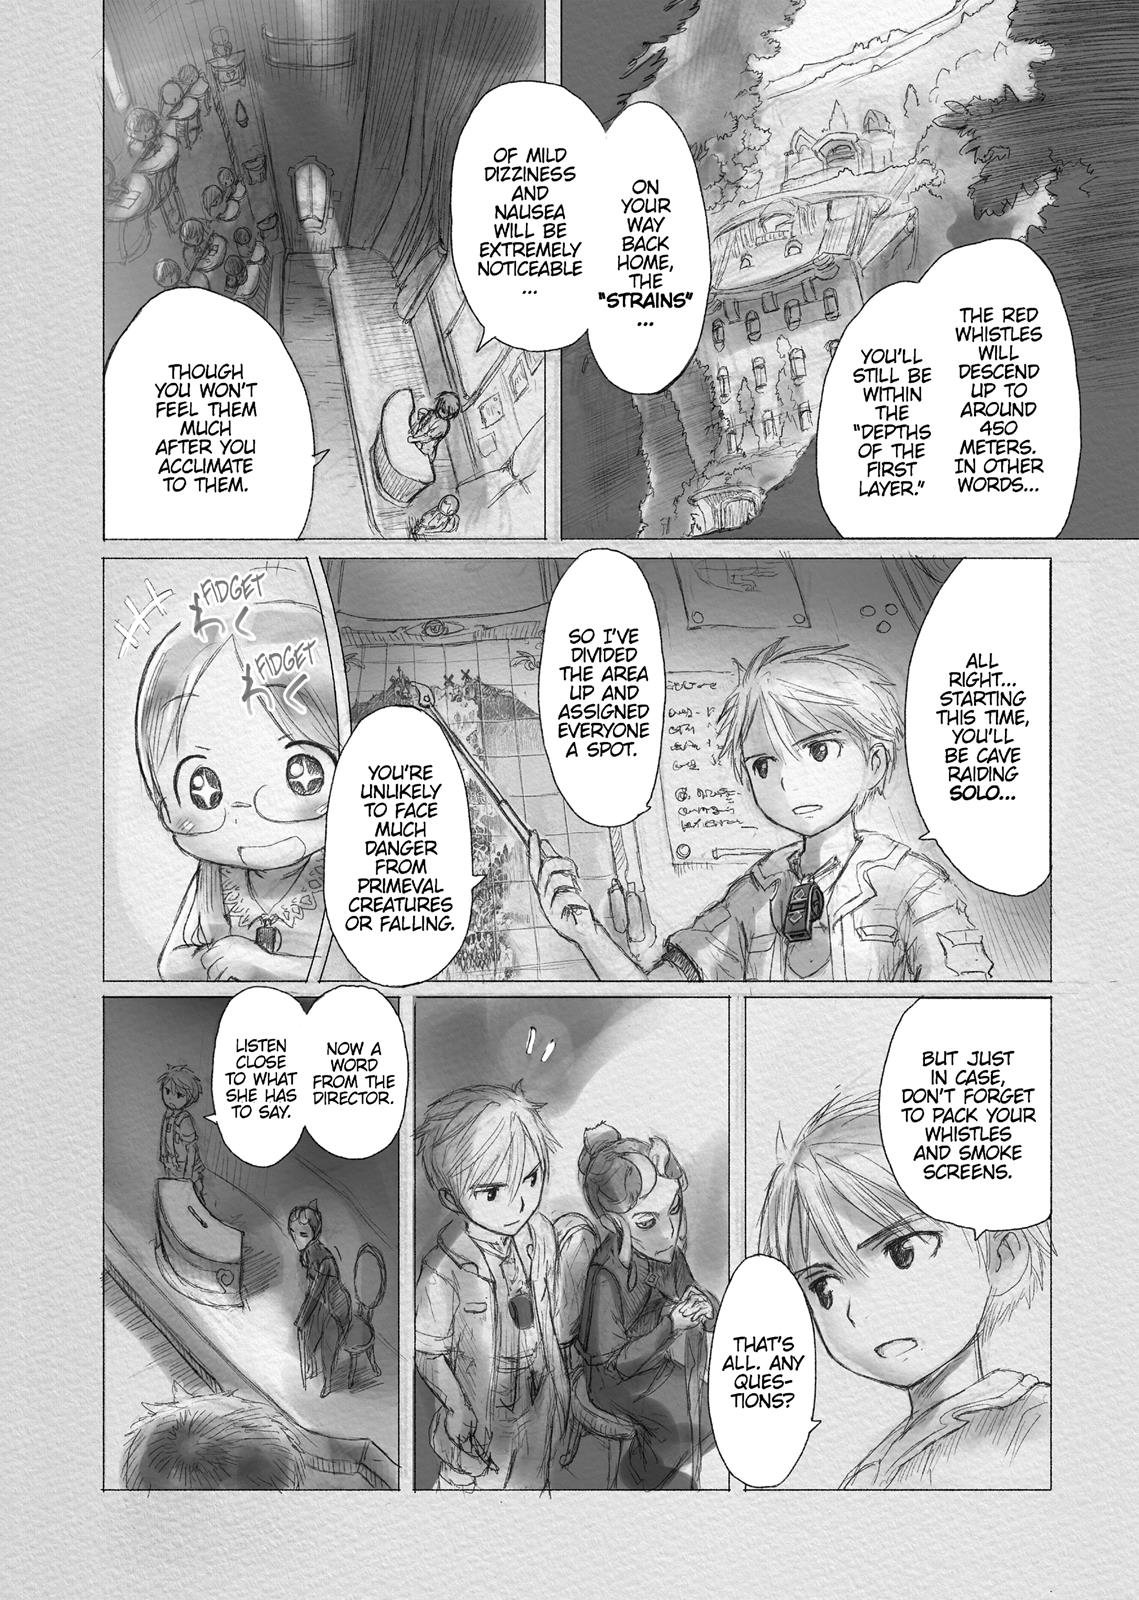 THE RED
WHISTLES
WILL
DESCEND
UP TO
AROUND
450
METERS.
IN OTHER
WORDS...
YOU'LL
STILL BE
WITHIN
THE
"DEPTHS
OF THE
FIRST
LAYER."
ON
YOUR
WAY
BACK
HOME,
THE
"STRAINS"
...
OF MILD
DIZZINESS
AND
NAUSEA
WILL BE
EXTREMELY
NOTICEABLE
...
THOUGH
YOU WON'T
FEEL THEM
MUCH
AFTER YOU
ACCLIMATE
TO THEM.
ALL
RIGHT...
STARTING
THIS TIME,
YOU'LL
BE CAVE
RAIDING
SOLO...
SO I'VE
DIVIDED
THE AREA
UP AND
ASSIGNED
EVERYONE
A SPOT.
YOU'RE
UNLIKELY
TO FACE
MUCH
DANGER
FROM
PRIMEVAL
CREATURES
OR FALLING.
FIDGET
わく
FIDGET
わく
BUT JUST
IN CASE,
DON'T FORGET
TO PACK YOUR
WHISTLES
AND SMOKE
SCREENS.
THAT'S
ALL. ANY
QUES-
TIONS?
NOW A
WORD
FROM THE
DIRECTOR.
LISTEN
CLOSE
TO WHAT
SHE HAS
TO SAY.